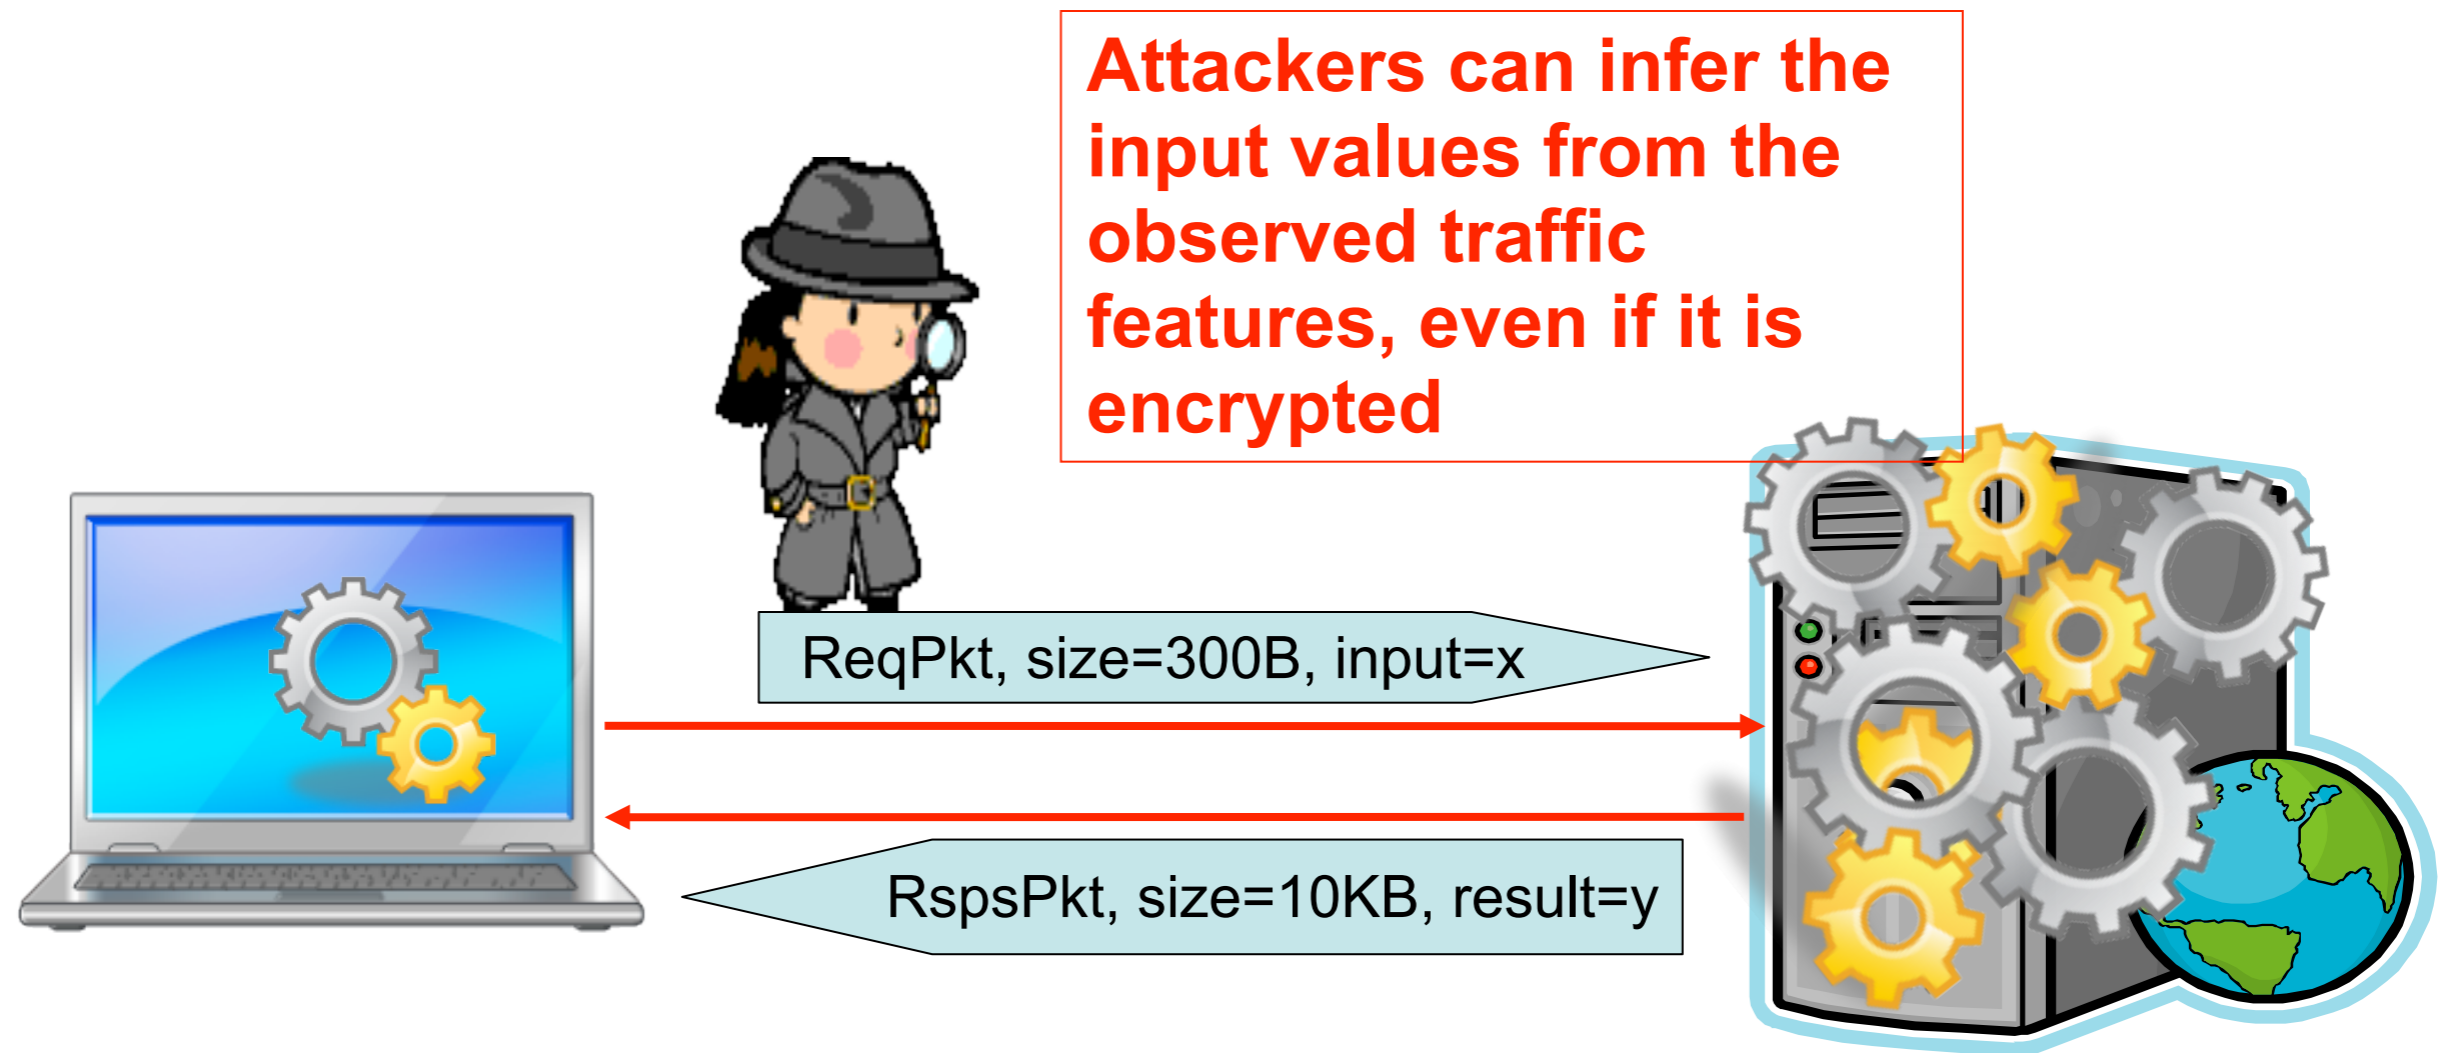 Attackers can infer the
input values from the
observed traffic
features, even if it is
encrypted
ReqPkt, size=300B, input=x
RspsPkt, size=10KB, result=y